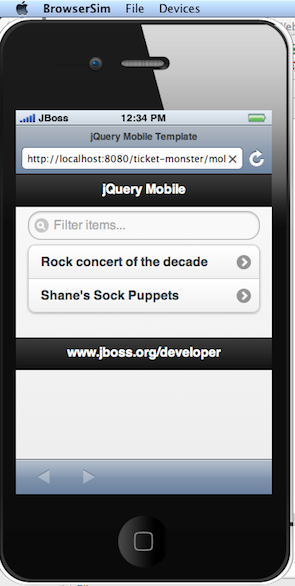 BrowserSim File Devices
JBoss 12:34 PM
jQuery Mobile Template
http://localhost:8080/ticket-monster/mol
jQuery Mobile
Filter items...
Rock concert of the decade
Shane's Sock Puppets
www.jboss.org/developer